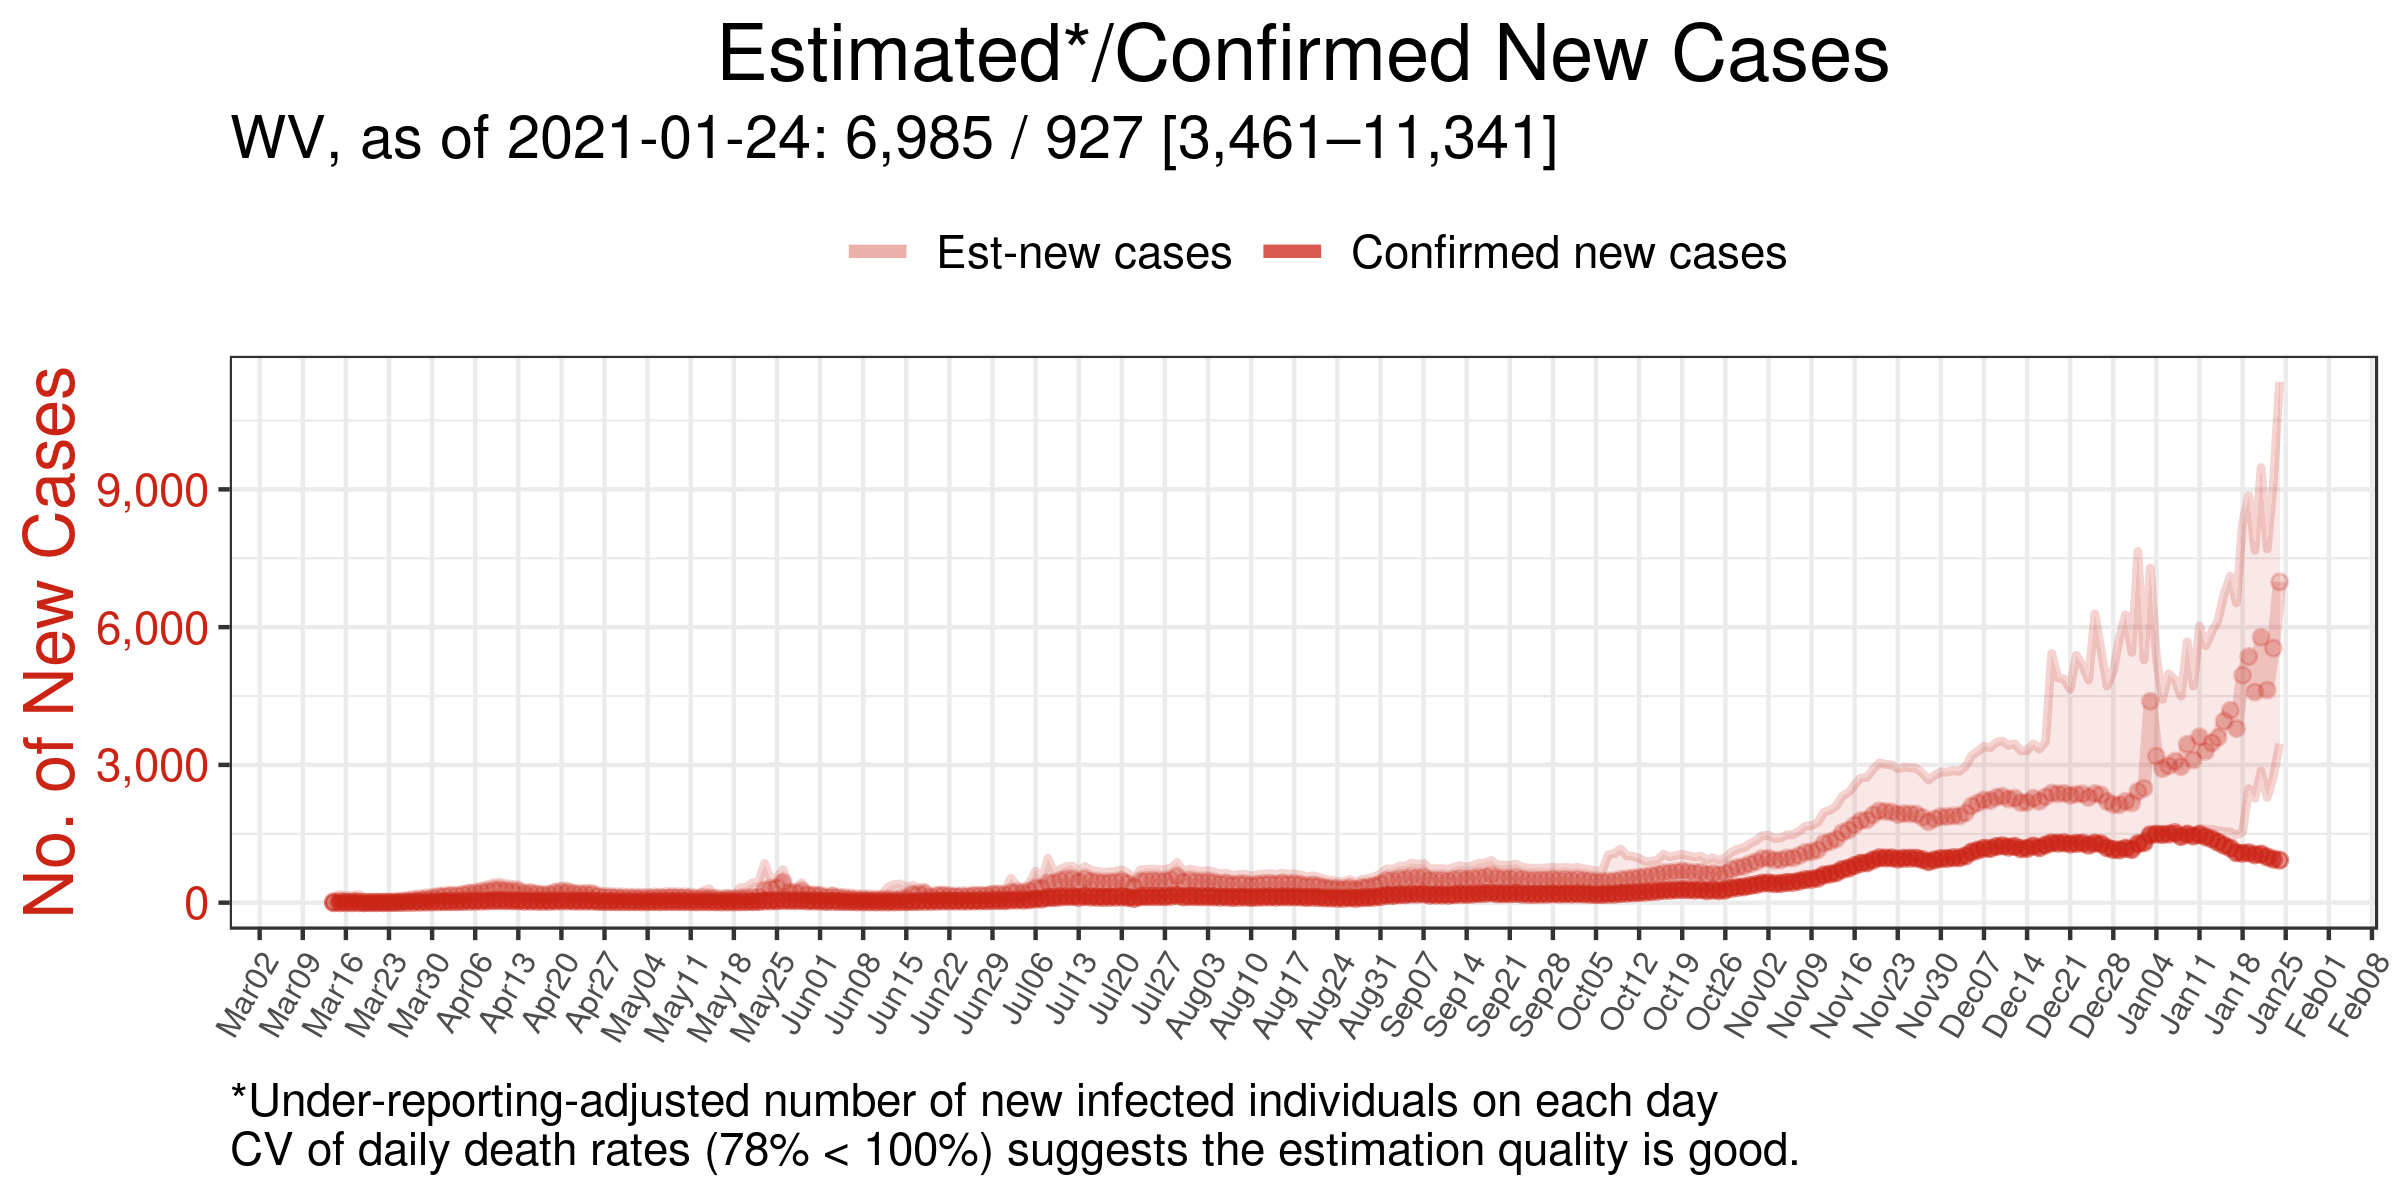 Estimated*/Confirmed New Cases
WV, as of 2021-01-24: 6,985 / 927 [3,461–11,341]
Est-new cases
Confirmed new cases
No. of New Cases
9,000
6,000
3,000
0
Mar02
Mar09
Mar16
Mar23
Mar30
Apr06
Apr13
Apr20
Apr27
May04
May11
May18
May25
Jun01
Jun08
Jun15
Jun22
Jun29
Jul06
Jul13
Jul20
Jul27
Aug03
Aug10
Aug17
Aug24
Aug31
Sep07
Sep14
Sep21
Sep28
Oct05
Oct12
Oct19
Oct26
Nov02
Nov09
Nov16
Nov23
Nov30
Dec07
Dec14
Dec21
Dec28
Jan04
Jan11
Jan18
Jan25
Feb01
Feb08
*Under-reporting-adjusted number of new infected individuals on each day
CV of daily death rates (78% < 100%) suggests the estimation quality is good.